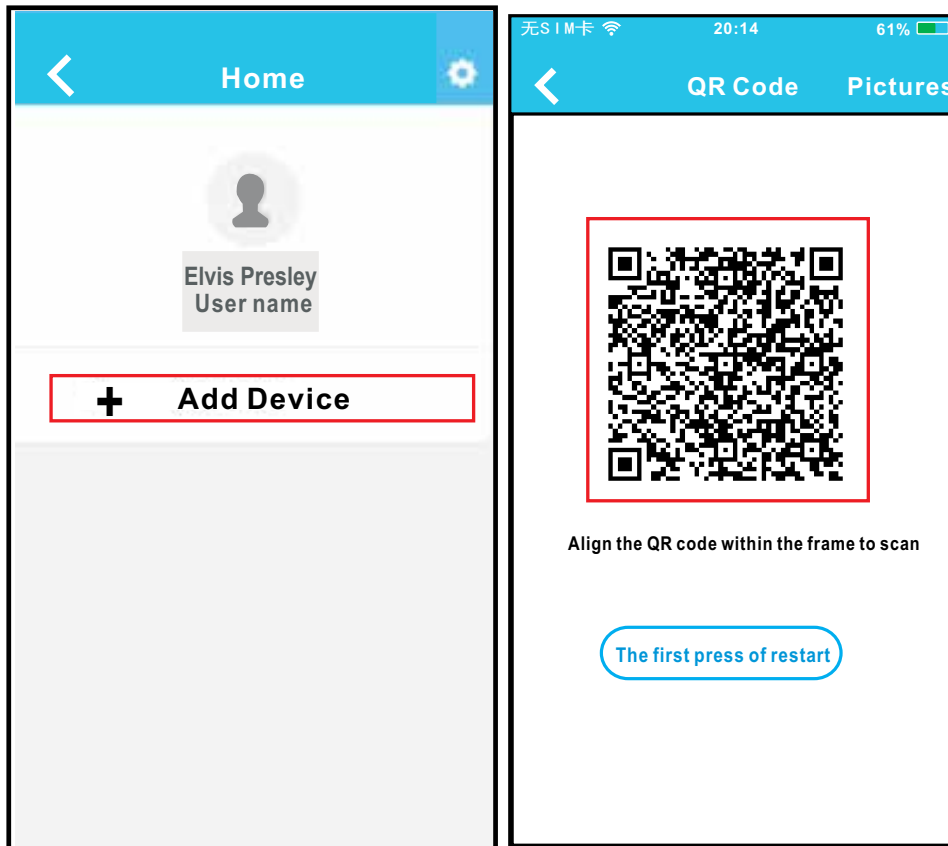 Home
Elvis Presley
User name
+ Add Device
无SIM卡 20:14 61%
QR Code Pictures
Align the QR code within the frame to scan
The first press of restart